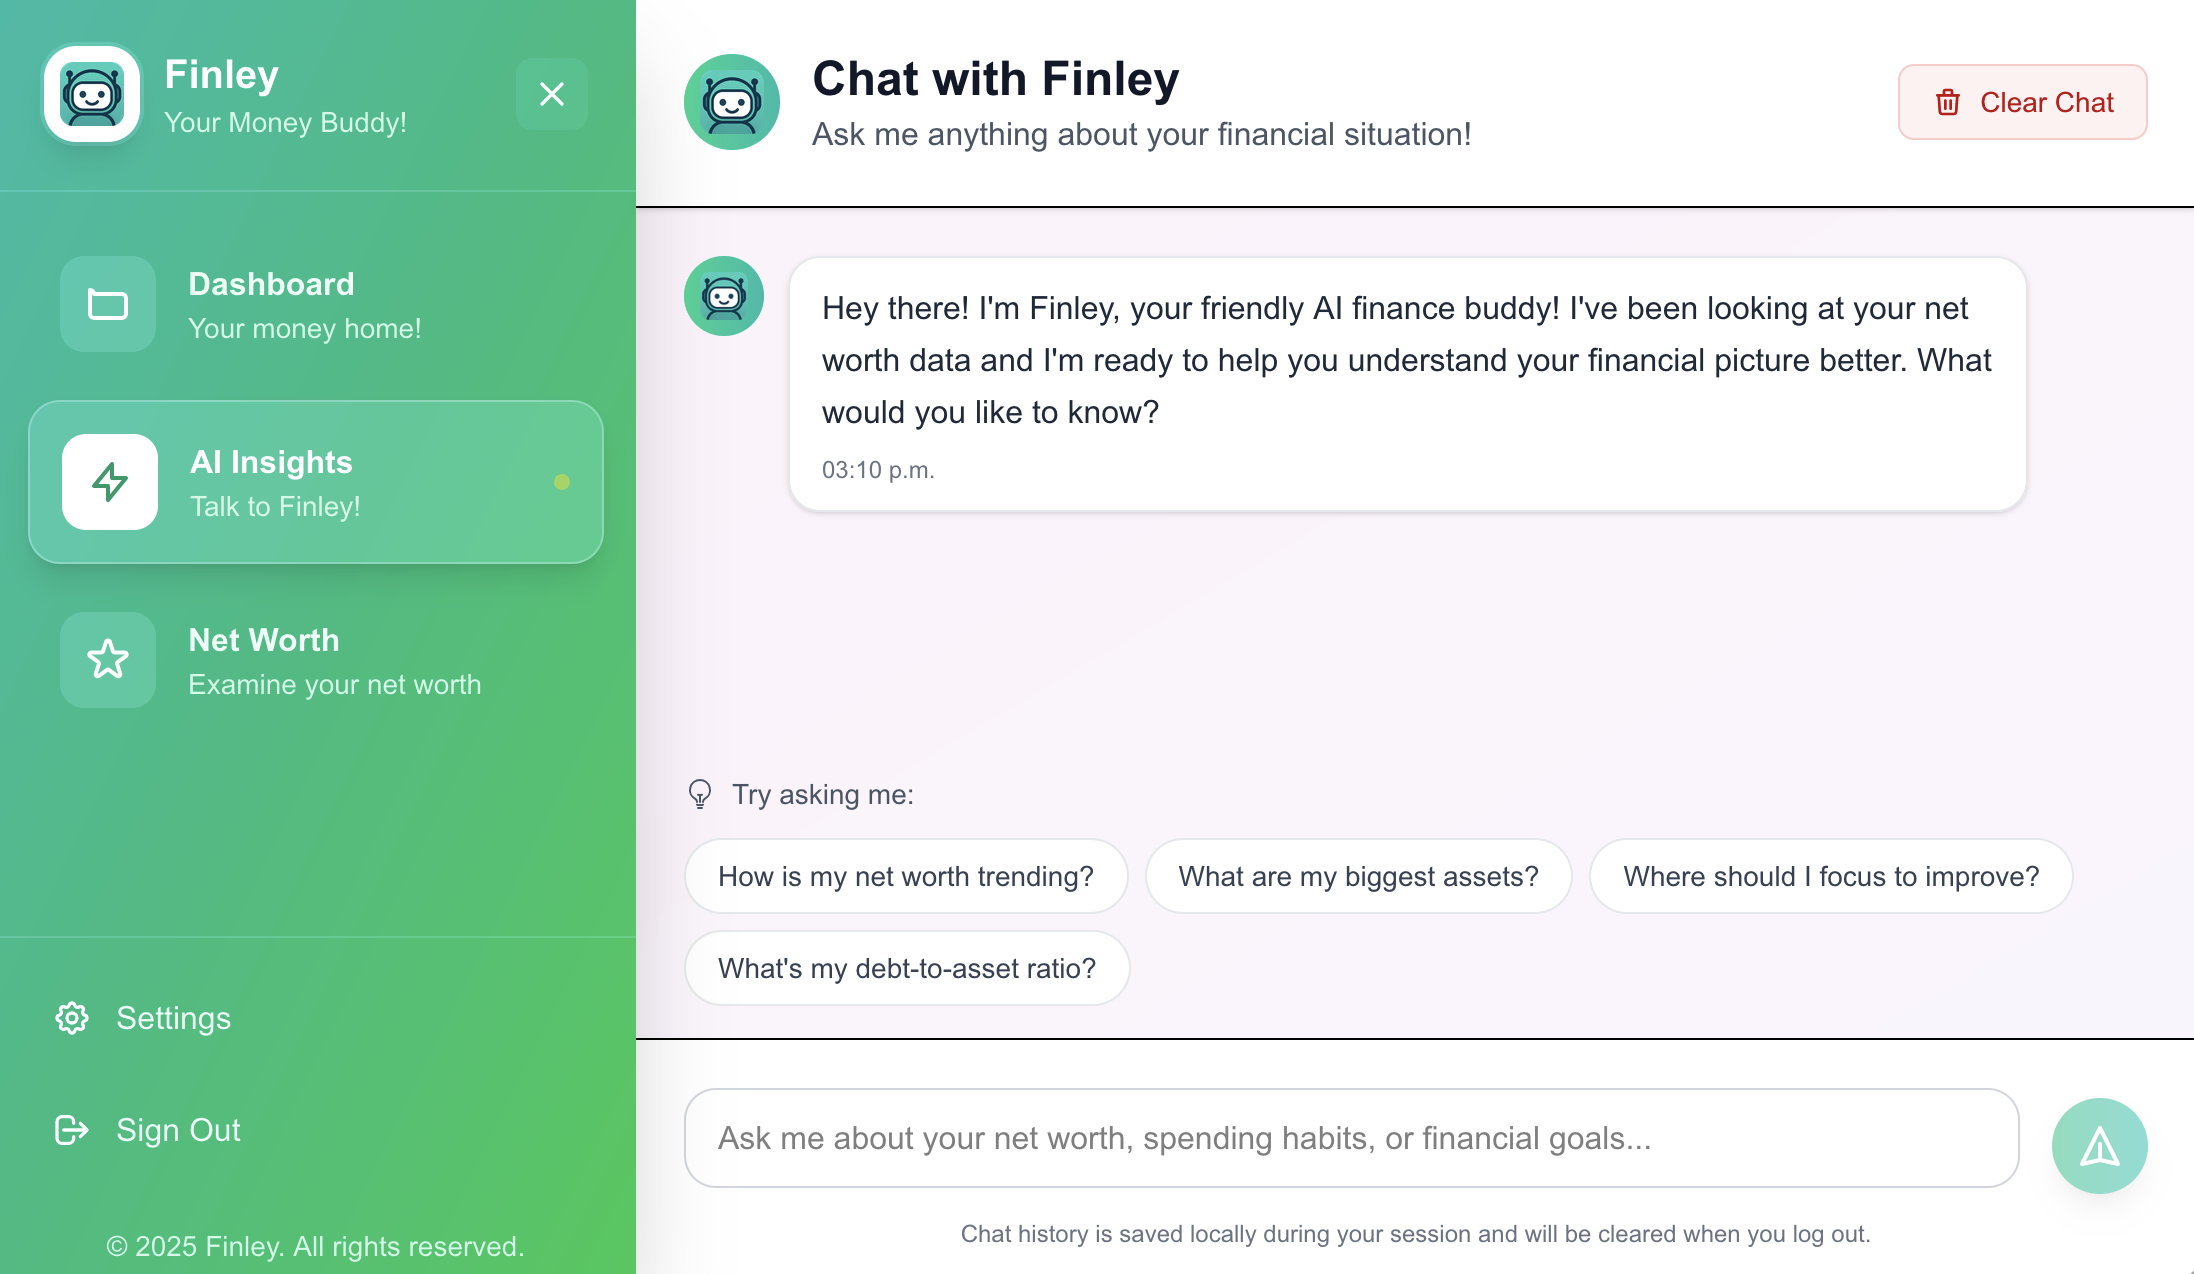 Finley
Your Money Buddy!
Dashboard
Your money home!
AI Insights
Talk to Finley!
Net Worth
Examine your net worth
Settings
Sign Out
© 2025 Finley. All rights reserved.
Chat with Finley
Ask me anything about your financial situation!
Clear Chat
Hey there! I'm Finley, your friendly AI finance buddy! I've been looking at your net
worth data and I'm ready to help you understand your financial picture better. What
would you like to know?
03:10 p.m.
Try asking me:
How is my net worth trending?
What are my biggest assets?
Where should I focus to improve?
What's my debt-to-asset ratio?
Ask me about your net worth, spending habits, or financial goals...
Chat history is saved locally during your session and will be cleared when you log out.